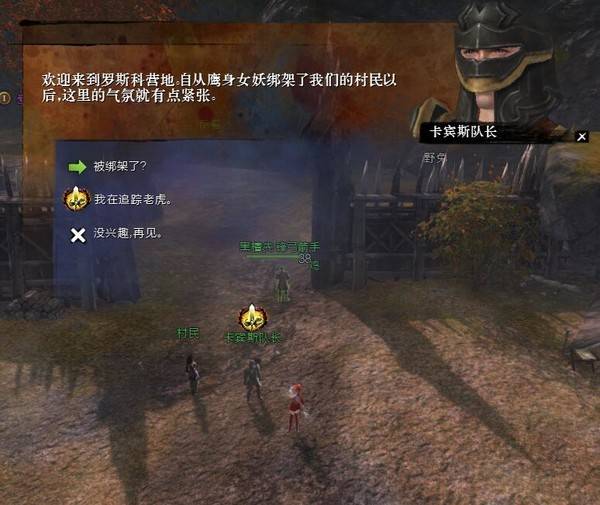 欢迎来到罗斯科营地。自从鹰身女妖绑架了我们的村民以
后,这里的气氛就有点紧张。
卡宾斯队长
被绑架了?
我在追踪老虎。
没兴趣,再见。
野兔
38
村民
卡宾斯队长